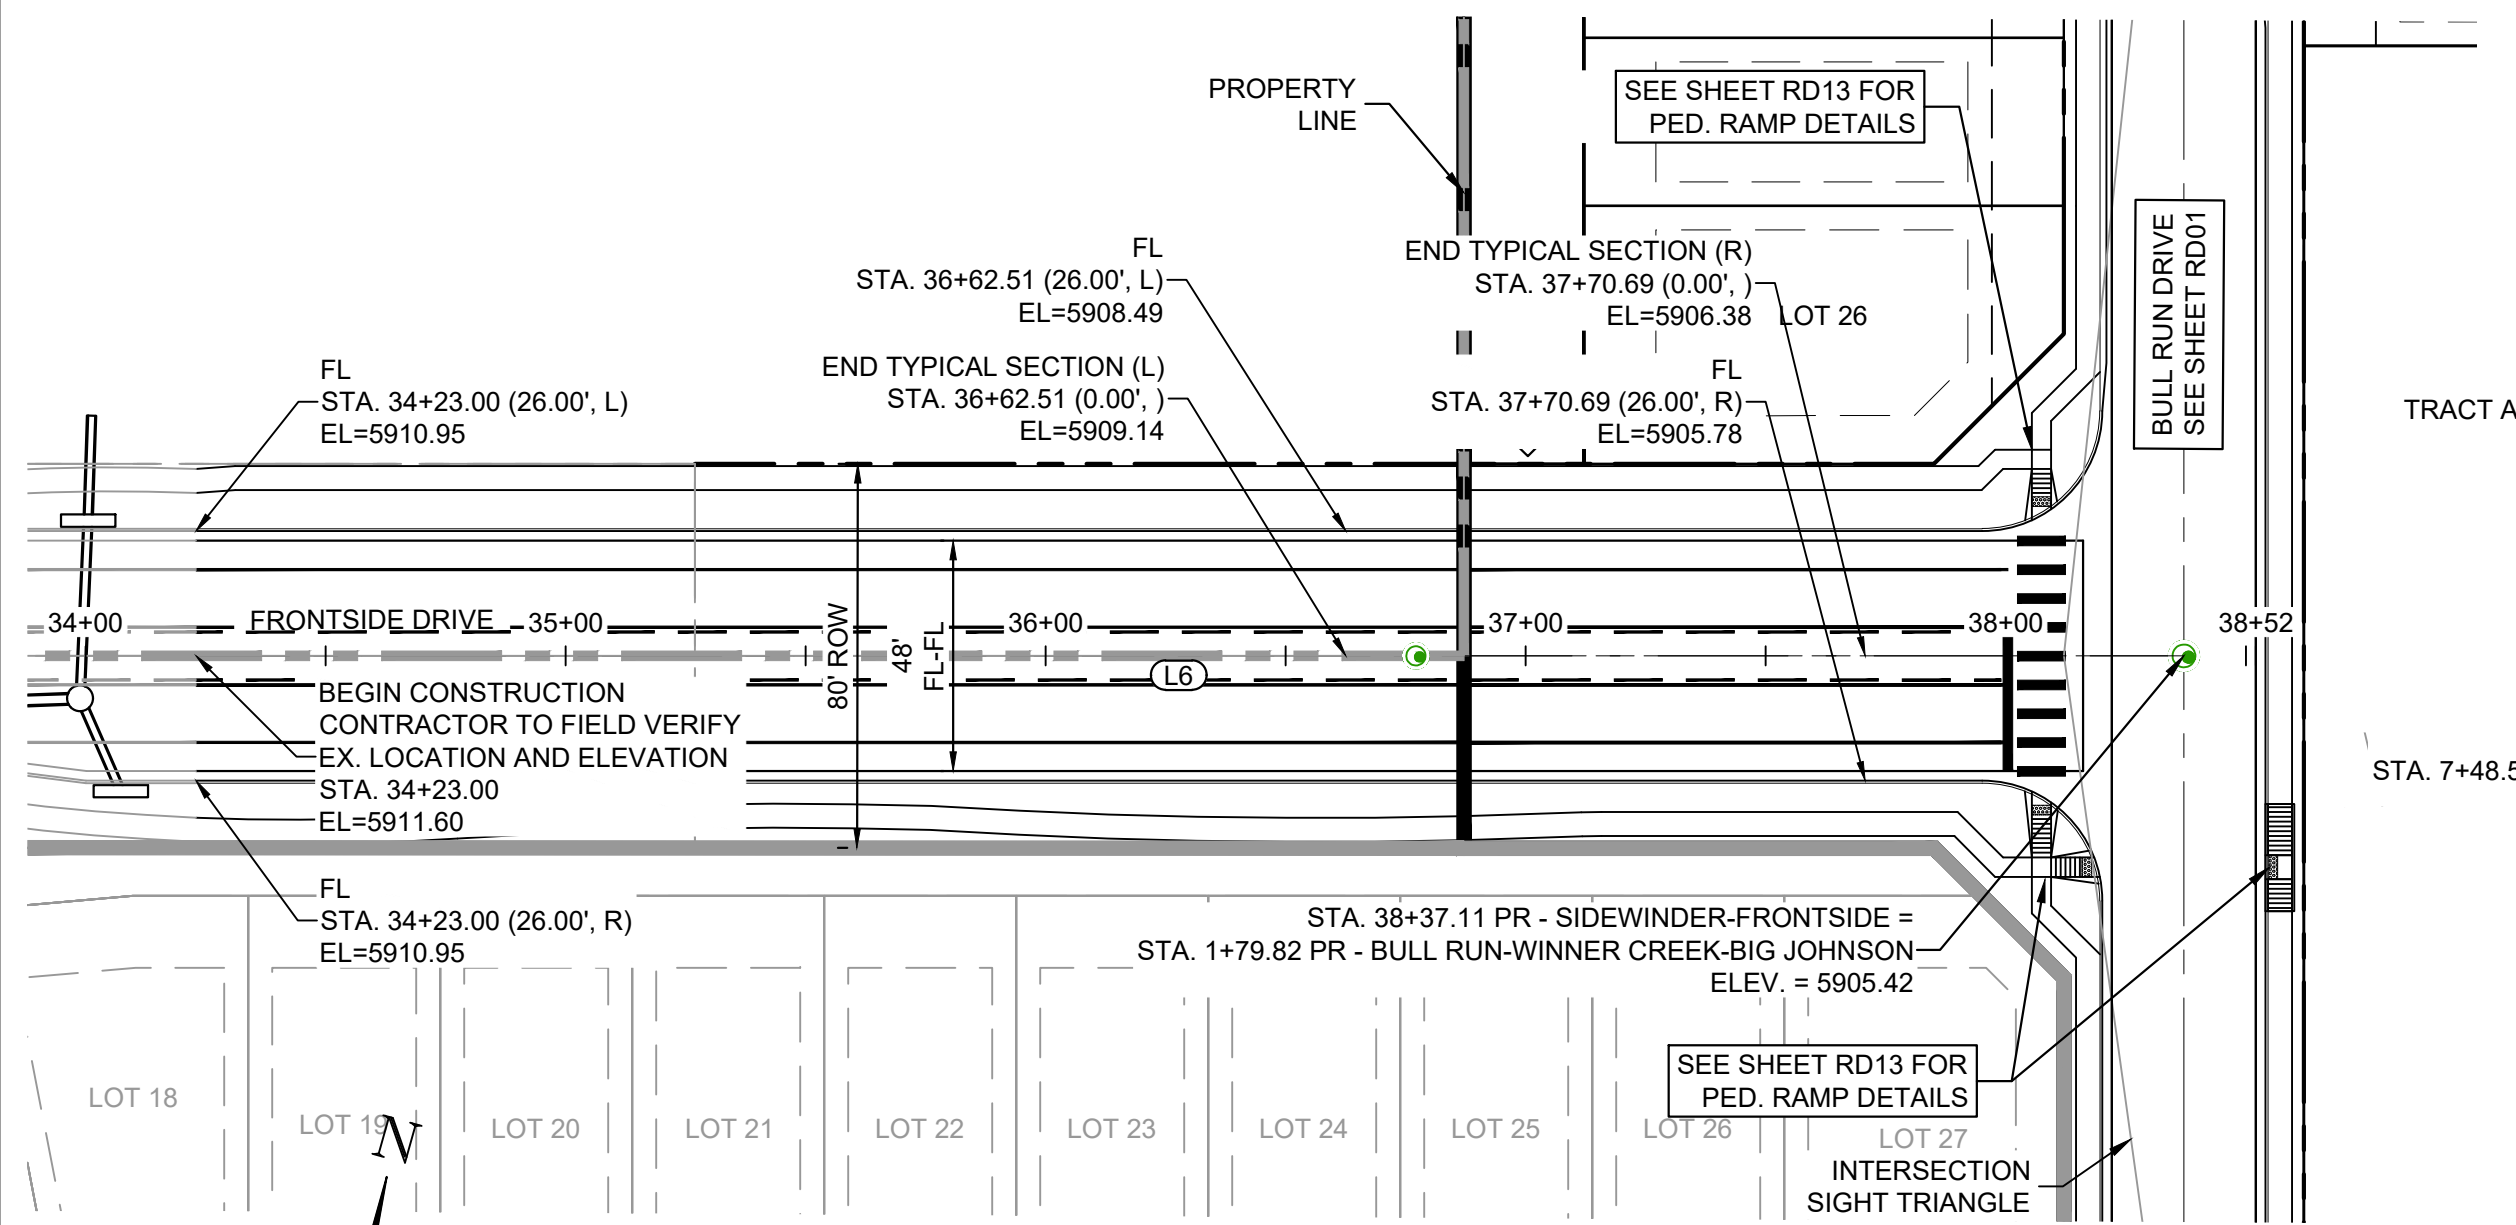 PROPERTY
LINE
SEE SHEET RD13 FOR
PED. RAMP DETAILS
FL
STA. 36+62.51 (26.00', L)
EL=5908.49
END TYPICAL SECTION (R)
STA. 37+70.69 (0.00', )
EL=5906.38
LOT 26
BULL RUN DRIVE
SEE SHEET RD01
FL
STA. 34+23.00 (26.00', L)
EL=5910.95
END TYPICAL SECTION (L)
STA. 36+62.51 (0.00', )
EL=5909.14
FL
STA. 37+70.69 (26.00', R)
EL=5905.78
TRACT A
34+00
FRONTSIDE DRIVE
35+00
36+00
37+00
38+00
38+52
80' ROW
48'
FL-FL
L6
BEGIN CONSTRUCTION
CONTRACTOR TO FIELD VERIFY
EX. LOCATION AND ELEVATION
STA. 34+23.00
EL=5911.60
STA. 7+48.5
FL
STA. 34+23.00 (26.00', R)
EL=5910.95
STA. 38+37.11 PR - SIDEWINDER-FRONTSIDE =
STA. 1+79.82 PR - BULL RUN-WINNER CREEK-BIG JOHNSON
ELEV. = 5905.42
SEE SHEET RD13 FOR
PED. RAMP DETAILS
LOT 18
LOT 19
LOT 20
LOT 21
LOT 22
LOT 23
LOT 24
LOT 25
LOT 26
LOT 27
N
INTERSECTION
SIGHT TRIANGLE